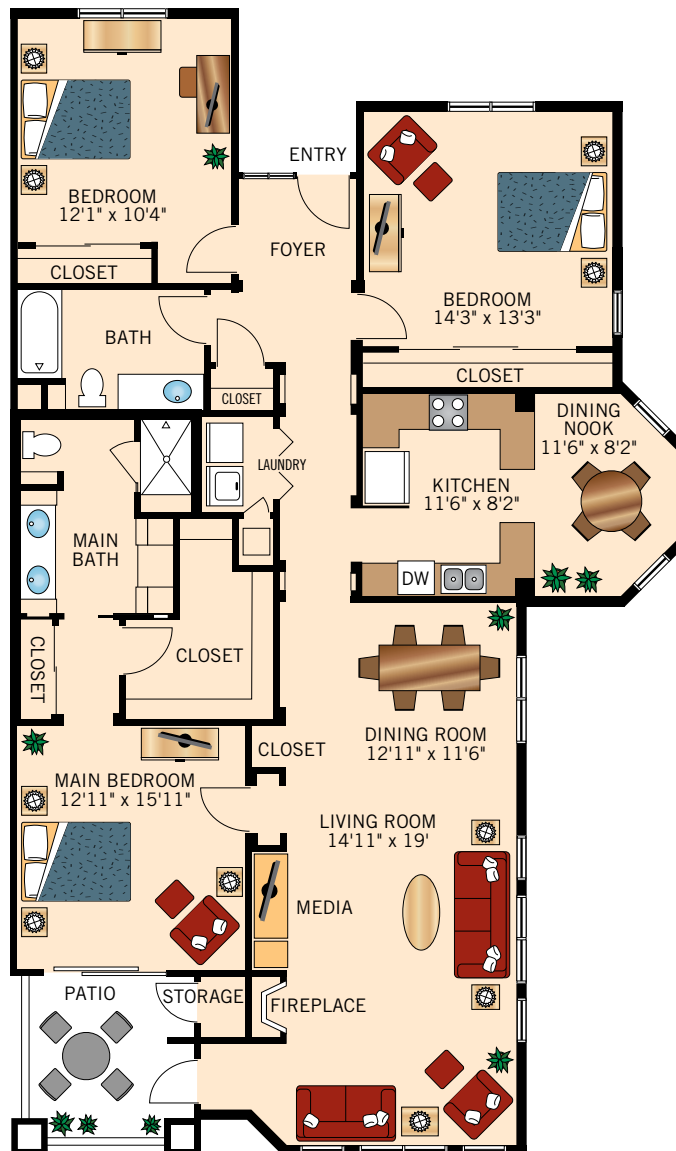 ENTRY
BEDROOM
12'1" x 10'4"
FOYER
CLOSET
BEDROOM
14'3" x 13'3"
BATH
CLOSET
CLOSET
DINING
NOOK
11'6" x 8'2"
LAUNDRY
KITCHEN
11'6" x 8'2"
MAIN
BATH
DW
CLOSET
CLOSET
DINING ROOM
12'11" x 11'6"
CLOSET
MAIN BEDROOM
12'11" x 15'11"
LIVING ROOM
14'11" x 19'
MEDIA
PATIO
STORAGE
FIREPLACE